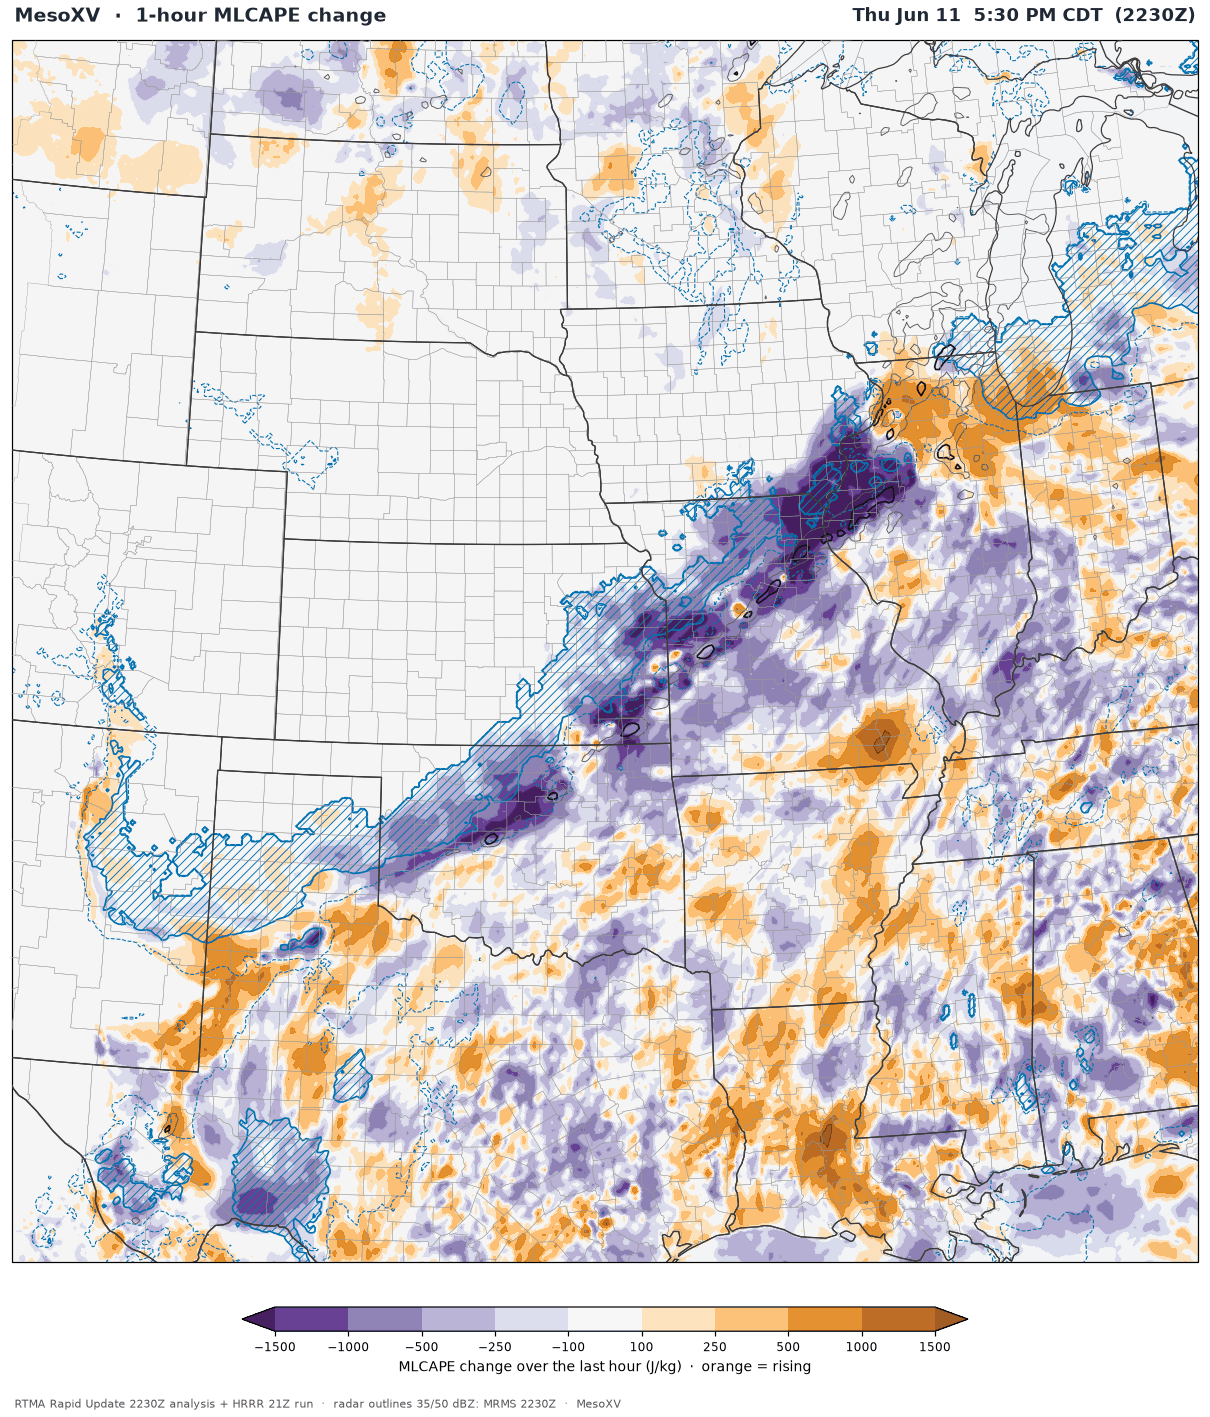 MesoXV · 1-hour MLCAPE change
Thu Jun 11 5:30 PM CDT (2230Z)
−1500 −1000 −500 −250 −100 100 250 500 1000 1500
MLCAPE change over the last hour (J/kg) · orange = rising
RTMA Rapid Update 2230Z analysis + HRRR 21Z run · radar outlines 35/50 dBZ: MRMS 2230Z · MesoXV